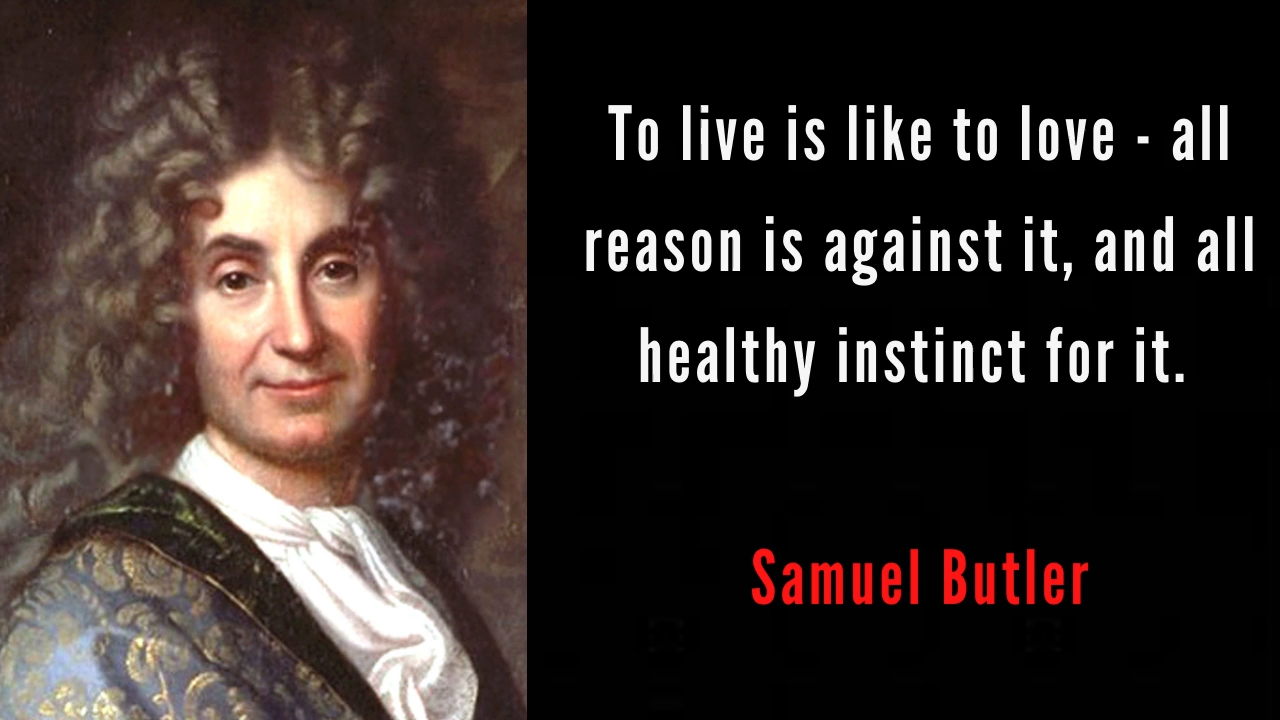 To live is like to love - all
reason is against it, and all
healthy instinct for it.
Samuel Butler